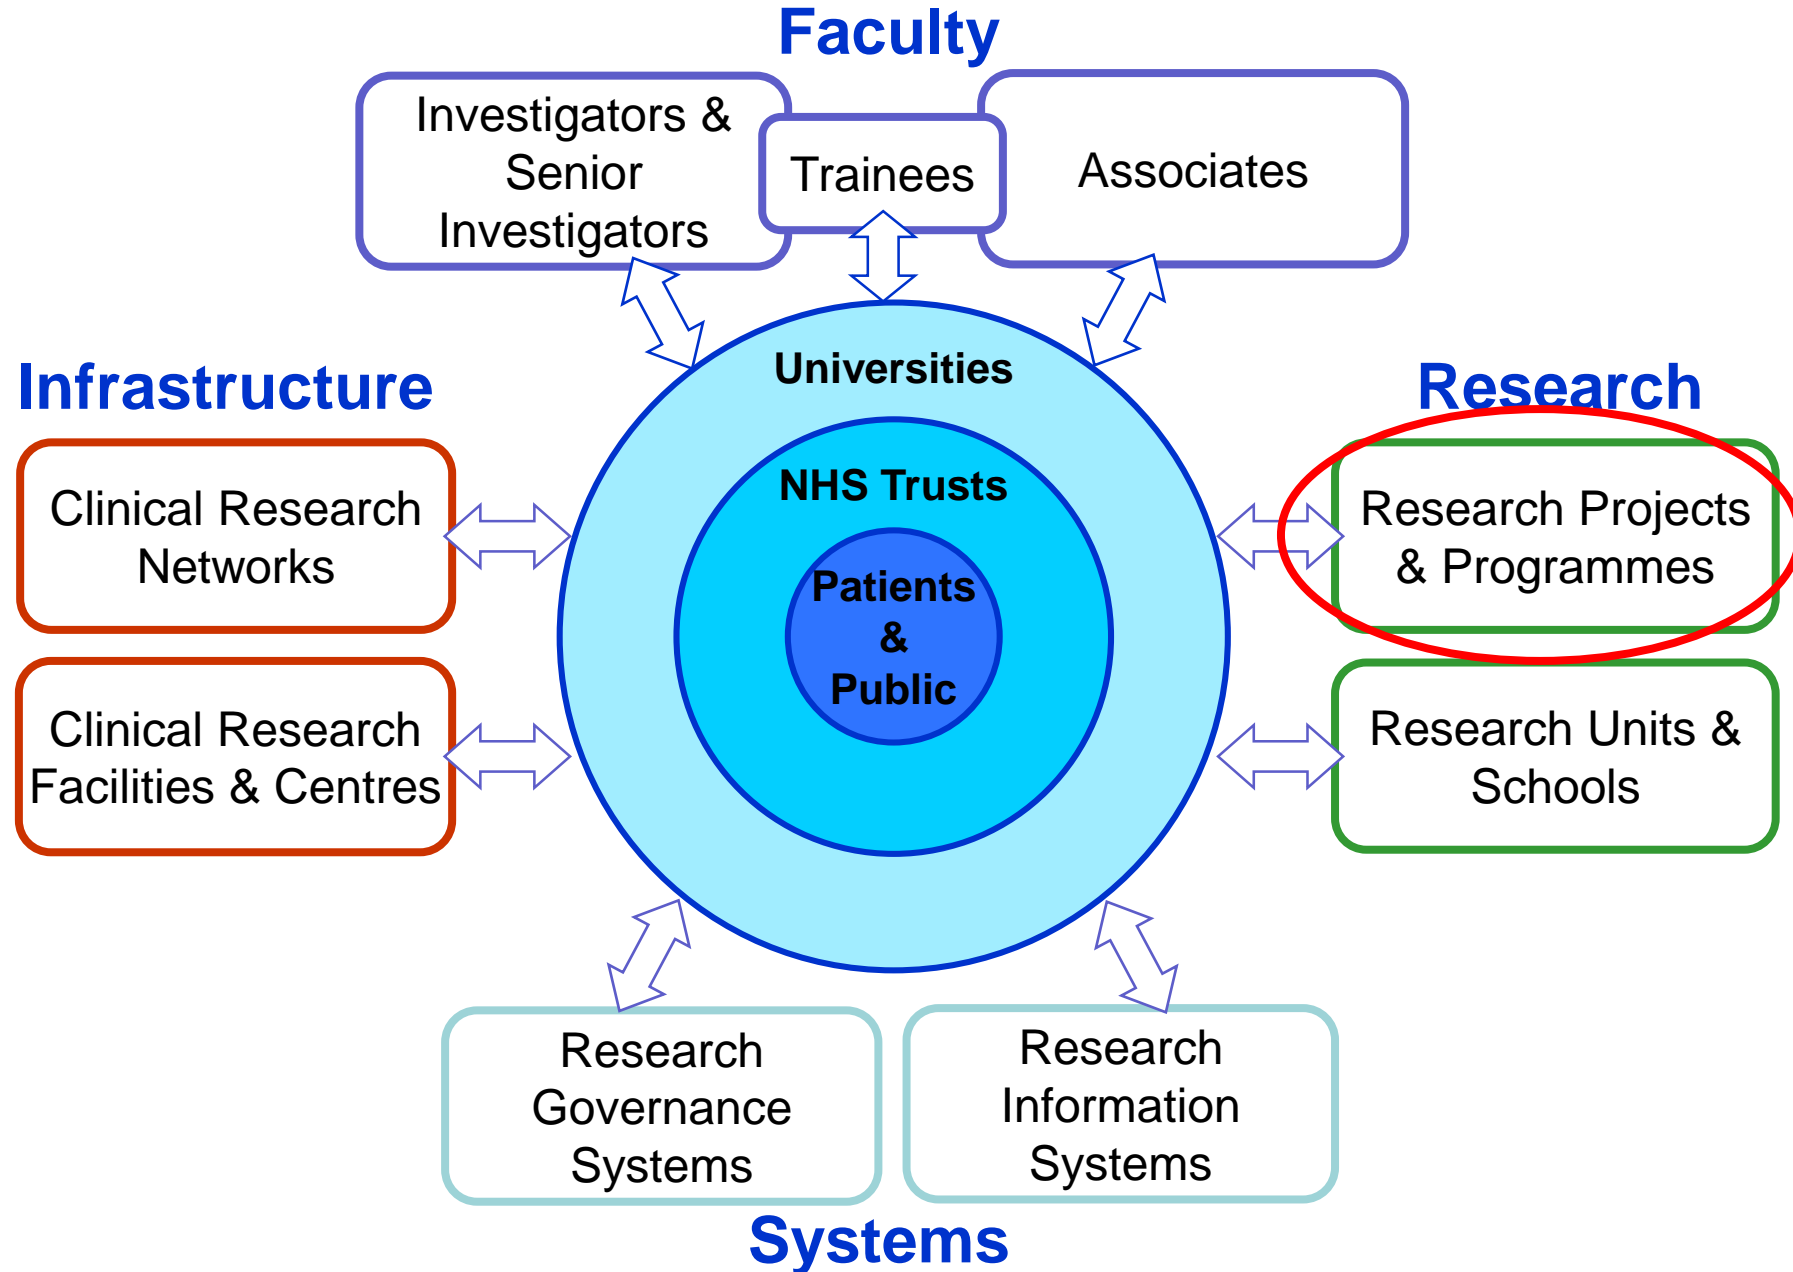 Faculty
Investigators &
Senior
Investigators
Trainees
Associates
Infrastructure
Clinical Research
Networks
Clinical Research
Facilities & Centres
Universities
NHS Trusts
Patients
&
Public
Research
Research Projects
& Programmes
Research Units &
Schools
Research
Governance
Systems
Research
Information
Systems
Systems